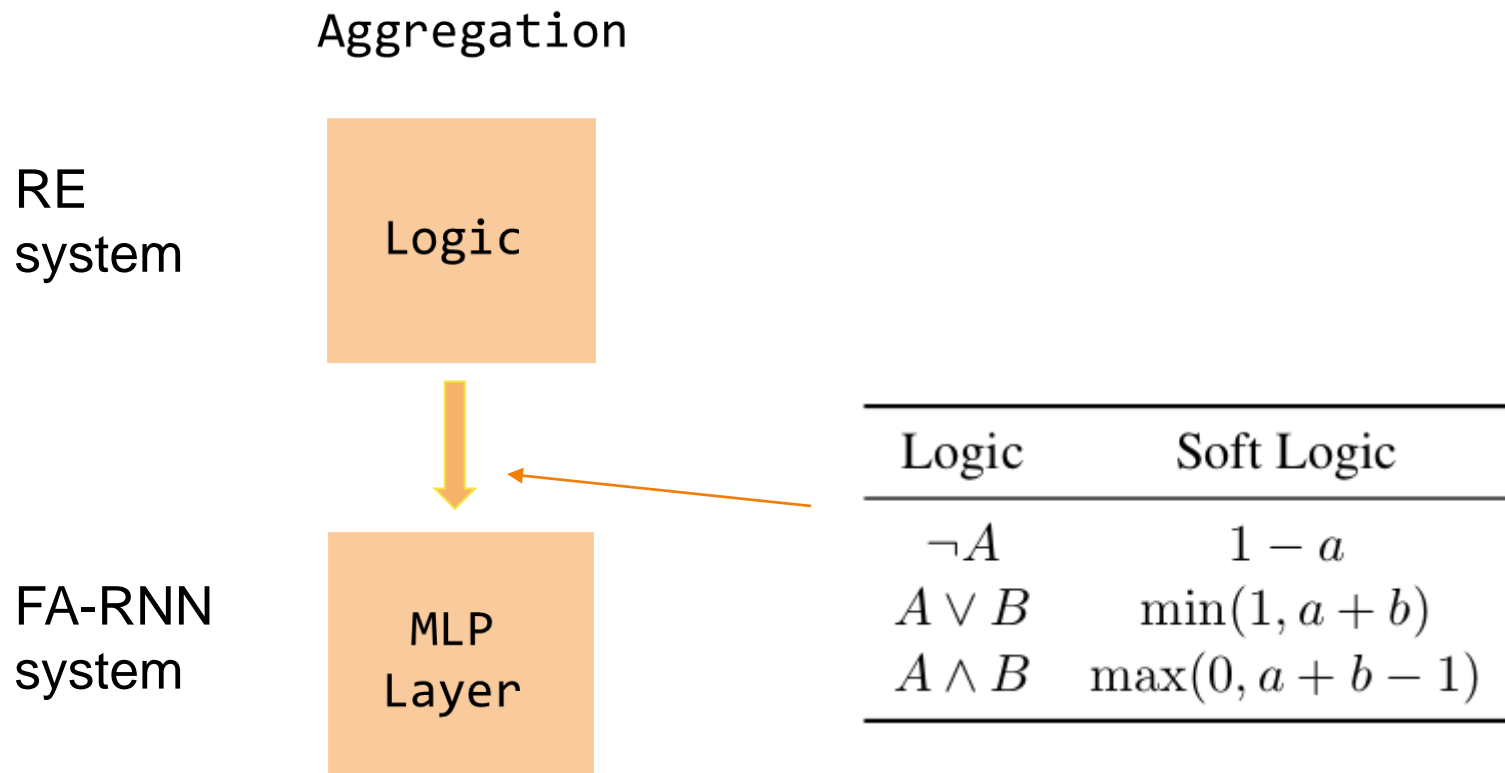 Aggregation
RE
system
Logic
FA-RNN
system
MLP
Layer
Logic Soft Logic
¬A 1 − a
A ∨ B min(1, a + b)
A ∧ B max(0, a + b − 1)